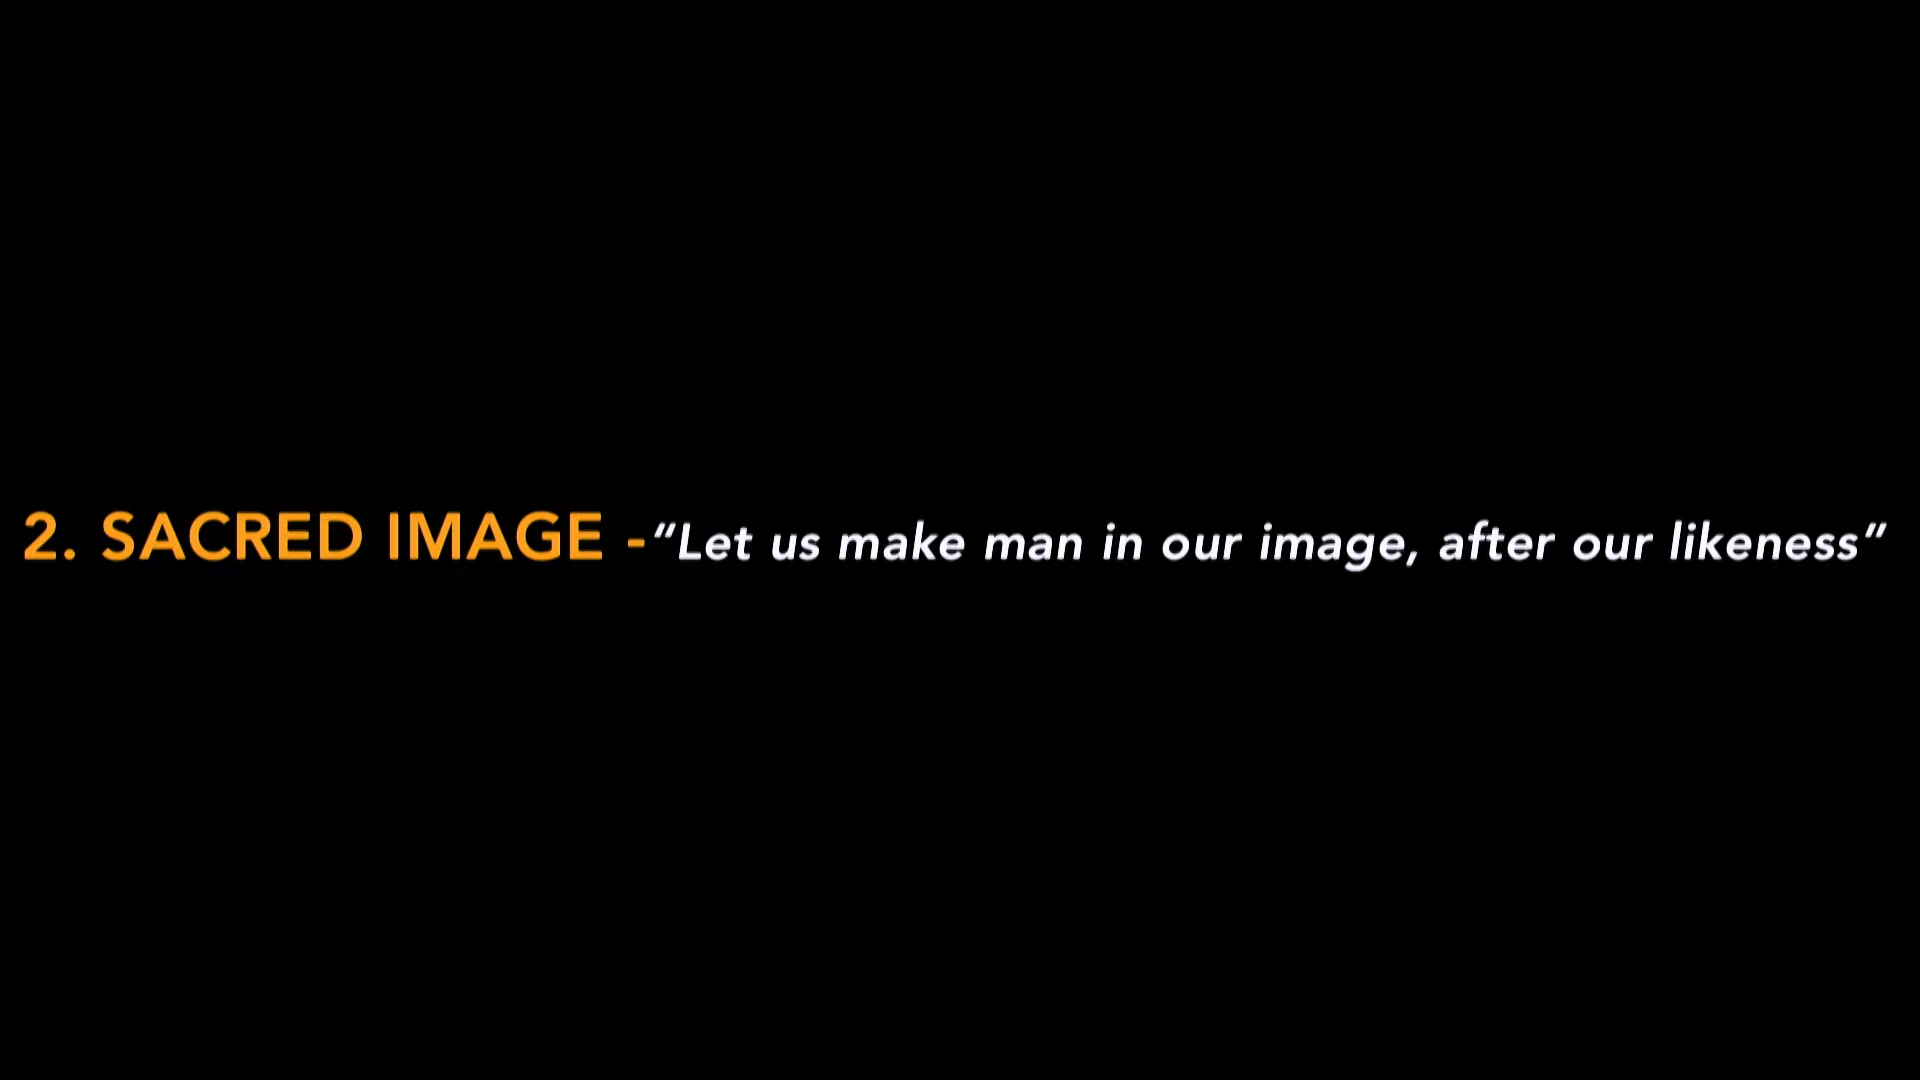 2. SACRED IMAGE -“Let us make man in our image, after our likeness”